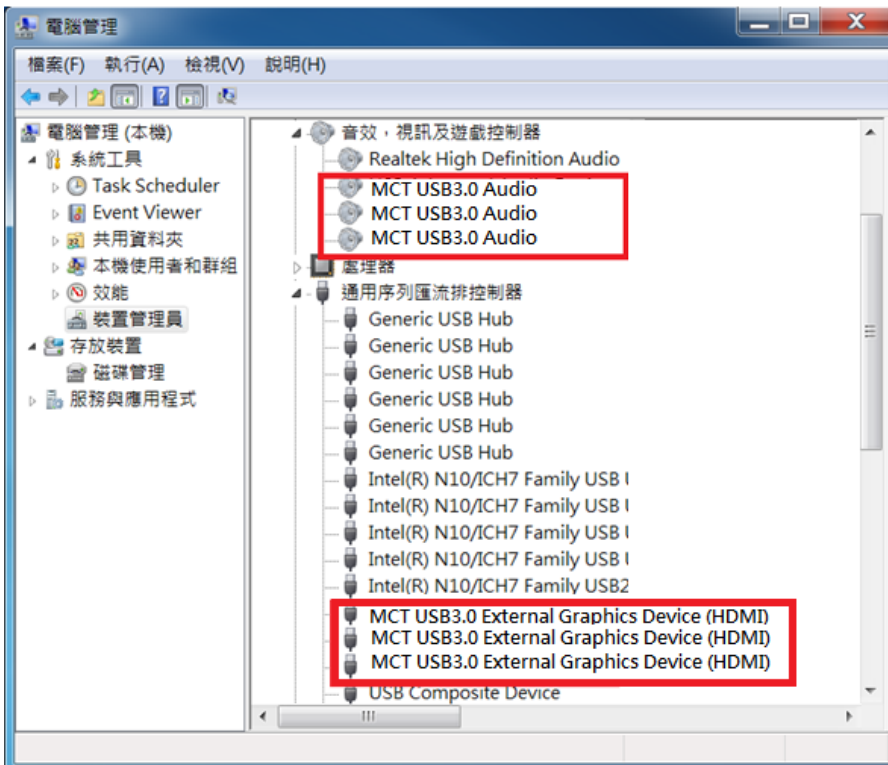 電腦管理
檔案(F) 執行(A) 檢視(V) 說明(H)
電腦管理 (本機)
系統工具
Task Scheduler
Event Viewer
共用資料夾
本機使用者和群組
效能
裝置管理員
存放裝置
磁碟管理
服務與應用程式
音效，視訊及遊戲控制器
Realtek High Definition Audio
MCT USB3.0 Audio
MCT USB3.0 Audio
MCT USB3.0 Audio
處理器
通用序列匯流排控制器
Generic USB Hub
Generic USB Hub
Generic USB Hub
Generic USB Hub
Generic USB Hub
Generic USB Hub
Intel(R) N10/ICH7 Family USB
Intel(R) N10/ICH7 Family USB
Intel(R) N10/ICH7 Family USB
Intel(R) N10/ICH7 Family USB
Intel(R) N10/ICH7 Family USB2
MCT USB3.0 External Graphics Device (HDMI)
MCT USB3.0 External Graphics Device (HDMI)
MCT USB3.0 External Graphics Device (HDMI)
USB Composite Device